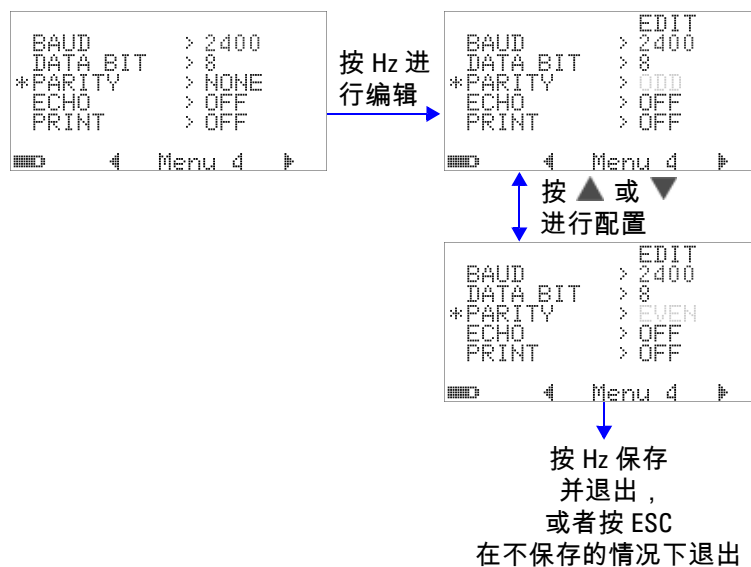 BAUD > 2400
DATA BIT > 8
*PARITY > NONE
ECHO > OFF
PRINT > OFF
Menu 4
按 Hz 进
行编辑
EDIT
BAUD > 2400
DATA BIT > 8
*PARITY > ODD
ECHO > OFF
PRINT > OFF
Menu 4
按 ▲ 或 ▼
进行配置
EDIT
BAUD > 2400
DATA BIT > 8
*PARITY > EVEN
ECHO > OFF
PRINT > OFF
Menu 4
按 Hz 保存
并退出，
或者按 ESC
在不保存的情况下退出